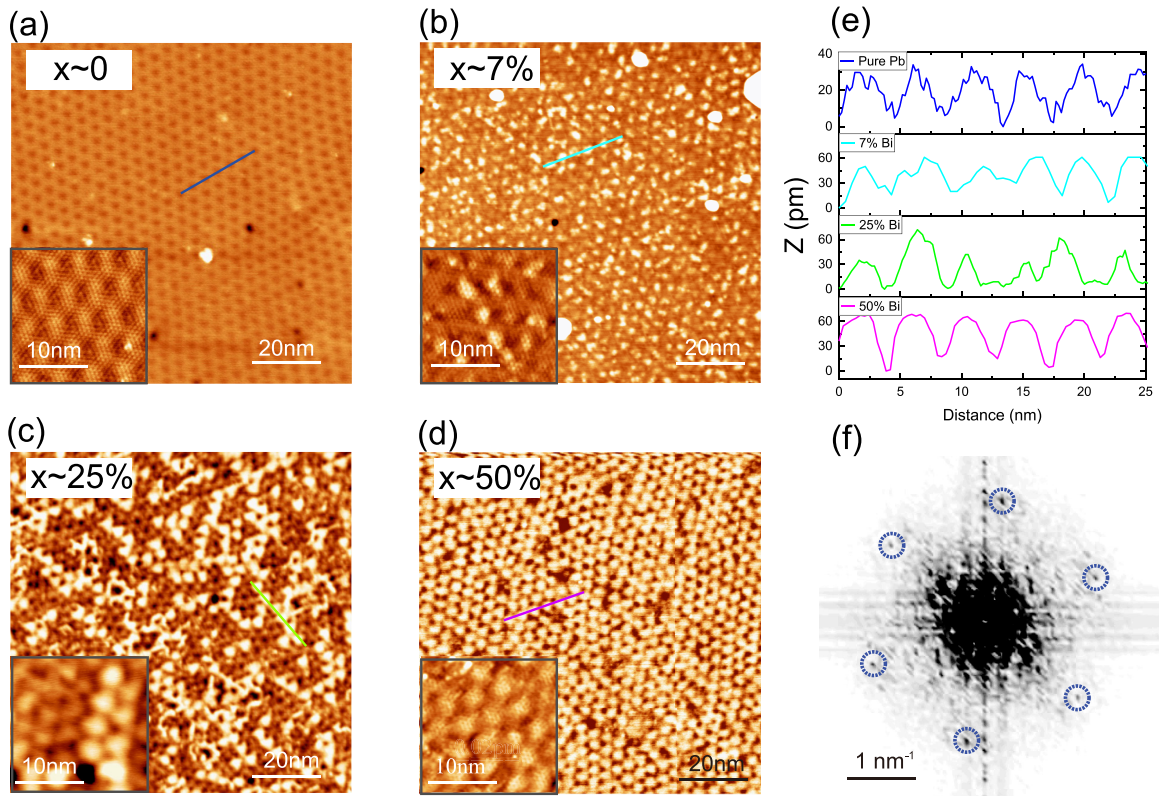 (a)
x~0
10nm
20nm
(b)
x~7%
10nm
20nm
(c)
x~25%
10nm
20nm
(d)
x~50%
10nm
20nm
(e)
Pure Pb
40
20
0
7% Bi
60
30
0
25% Bi
60
30
0
50% Bi
60
30
0
Z (pm)
0 5 10 15 20 25
Distance (nm)
(f)
1 nm⁻¹